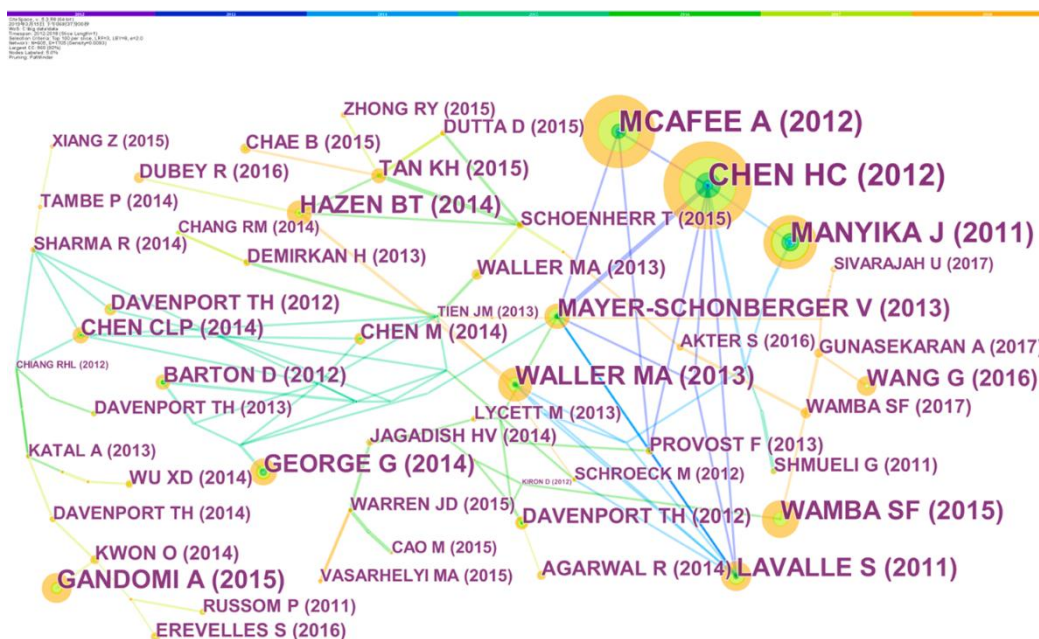 MCAFEE A (2012)
ZHONG RY (2015)
DUTTA D (2015)
CHAE B (2015)
XIANG Z (2015)
TAN KH (2015)
DUBEY R (2016)
CHEN HC (2012)
TAMBE P (2014)
HAZEN BT (2014)
SCHOENHERR T (2015)
CHANG RM (2014)
MANYIKA J (2011)
SHARMA R (2014)
DEMIRKAN H (2013)
WALLER MA (2013)
SIVARAJAH U (2017)
DAVENPORT TH (2012)
TIEN JM (2013)
MAYER-SCHONBERGER V (2013)
CHEN CLP (2014)
CHEN M (2014)
AKTER S (2016)
GUNASEKARAN A (2017)
CHIANG RHL (2012)
BARTON D (2012)
WALLER MA (2013)
WANG G (2016)
DAVENPORT TH (2013)
LYCETT M (2013)
WAMBA SF (2017)
JAGADISH HV (2014)
PROVOST F (2013)
KATAL A (2013)
GEORGE G (2014)
SCHROECK M (2012)
SHMUELI G (2011)
WU XD (2014)
KIRON D (2012)
WARREN JD (2015)
WAMBA SF (2015)
DAVENPORT TH (2014)
DAVENPORT TH (2012)
CAO M (2015)
KWON O (2014)
LAVALLE S (2011)
GANDOMI A (2015)
VASARHELYI MA (2015)
AGARWAL R (2014)
RUSSOM P (2011)
EREVELLES S (2016)